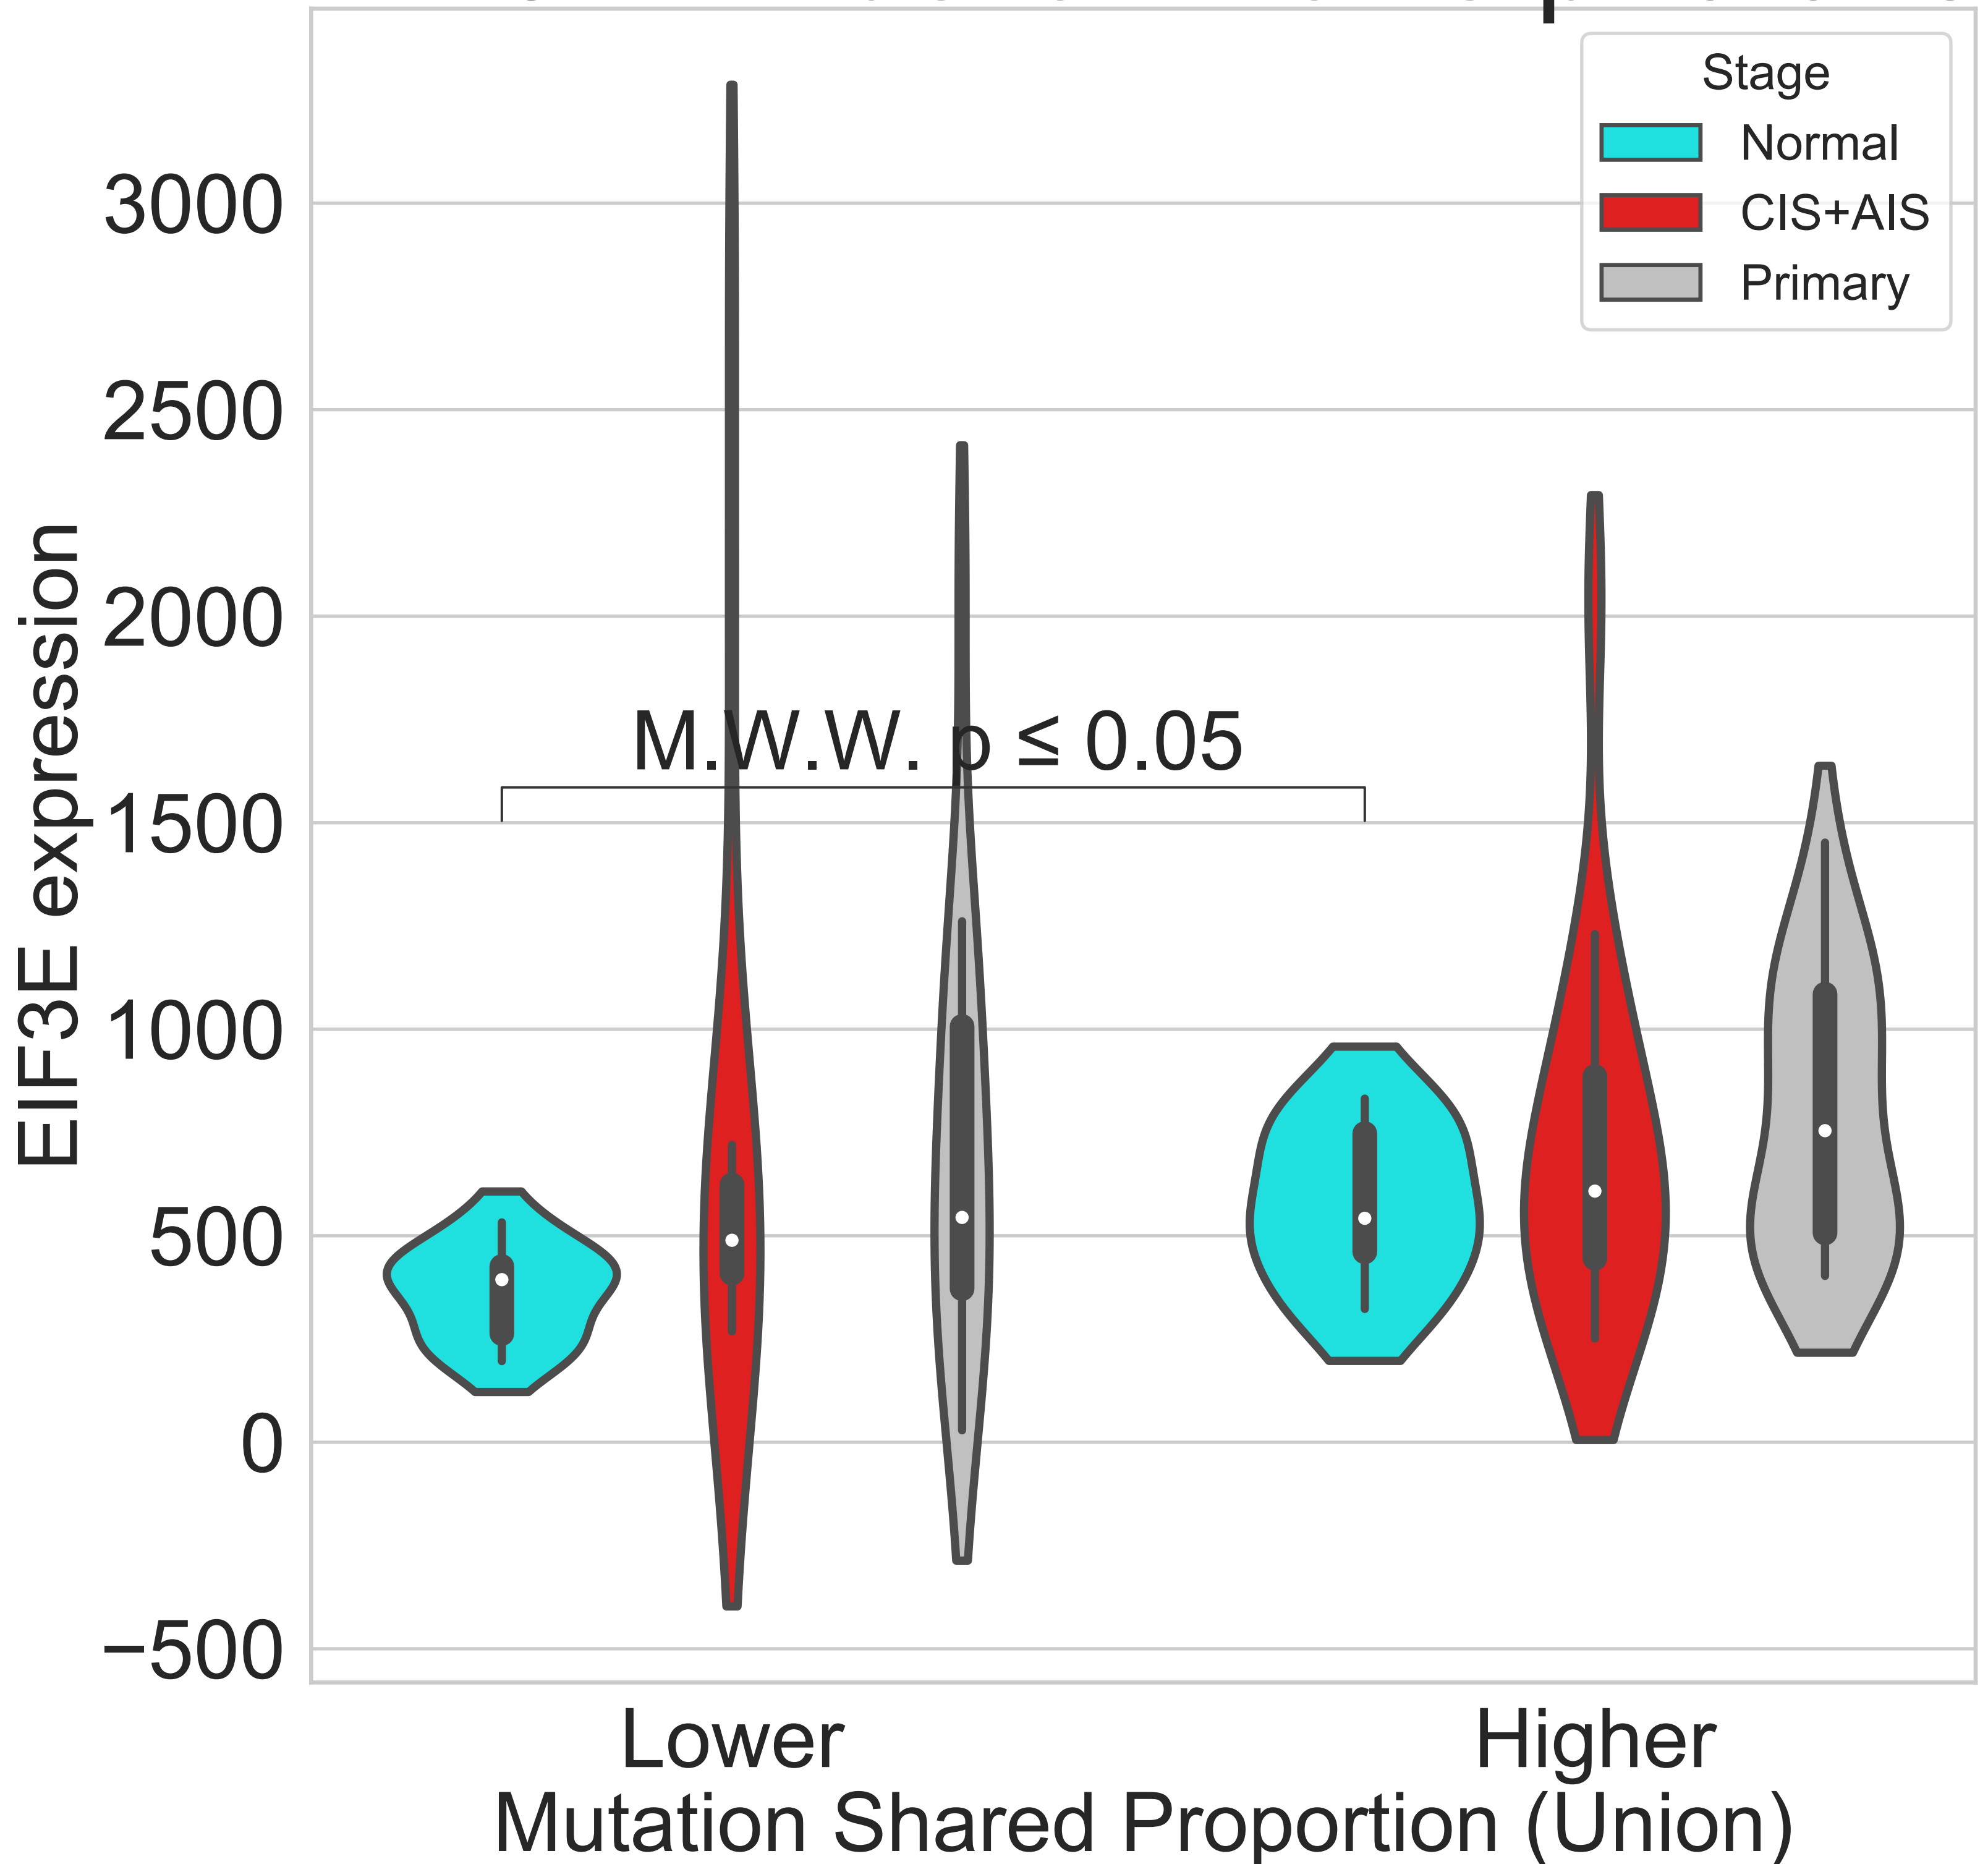 Stage
Normal
CIS+AIS
Primary
3000
2500
2000
1500
1000
500
0
−500
EIF3E expression
M.W.W. p ≤ 0.05
Lower
Higher
Mutation Shared Proportion (Union)